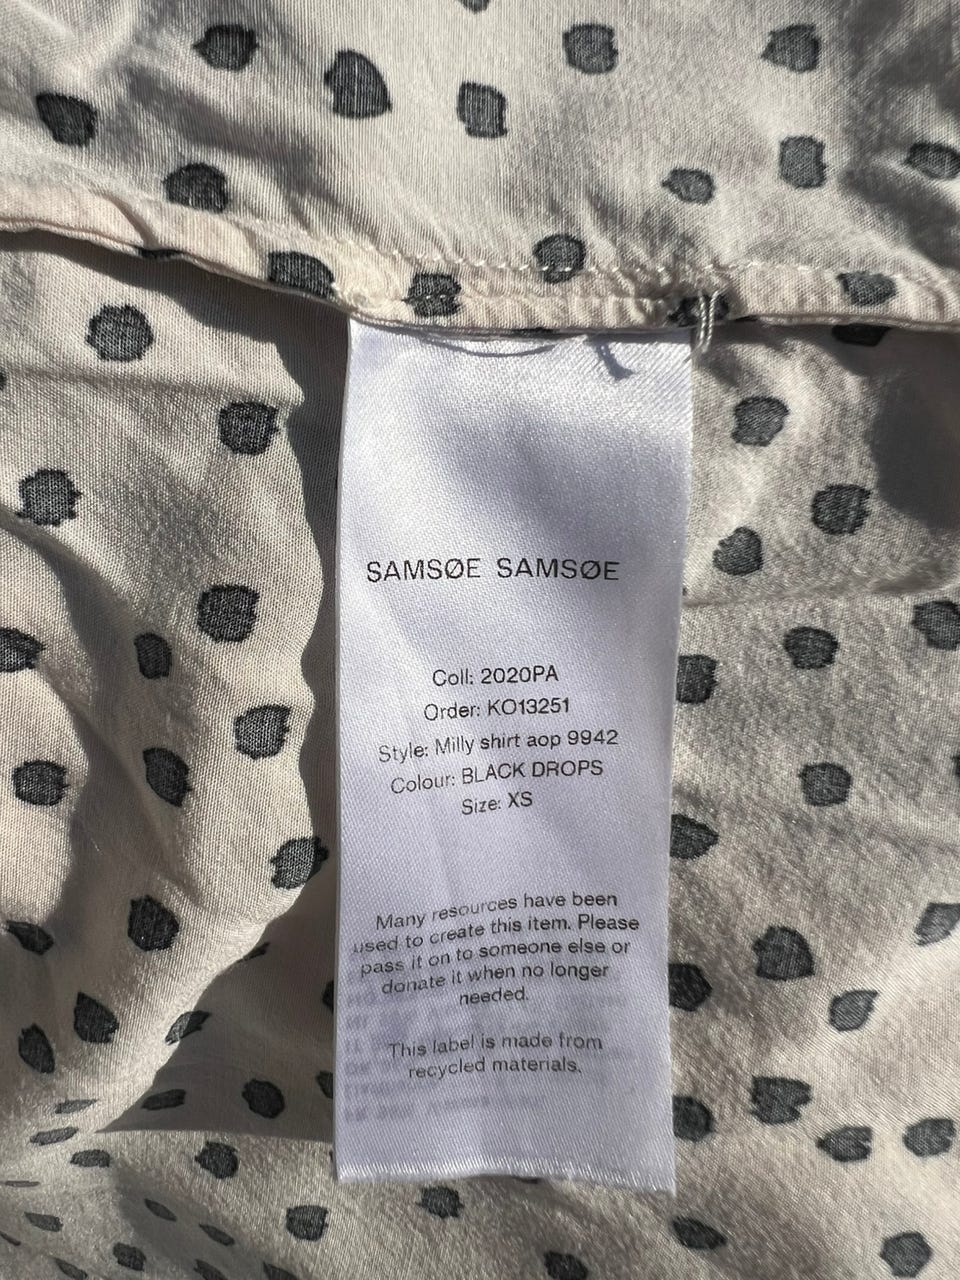 SAMSØE SAMSØE
Coll: 2020PA
Order: KO13251
Style: Milly shirt aop 9942
Colour: BLACK DROPS
Size: XS
Many resources have been
used to create this item. Please
pass it on to someone else or
donate it when no longer
needed.
This label is made from
recycled materials.